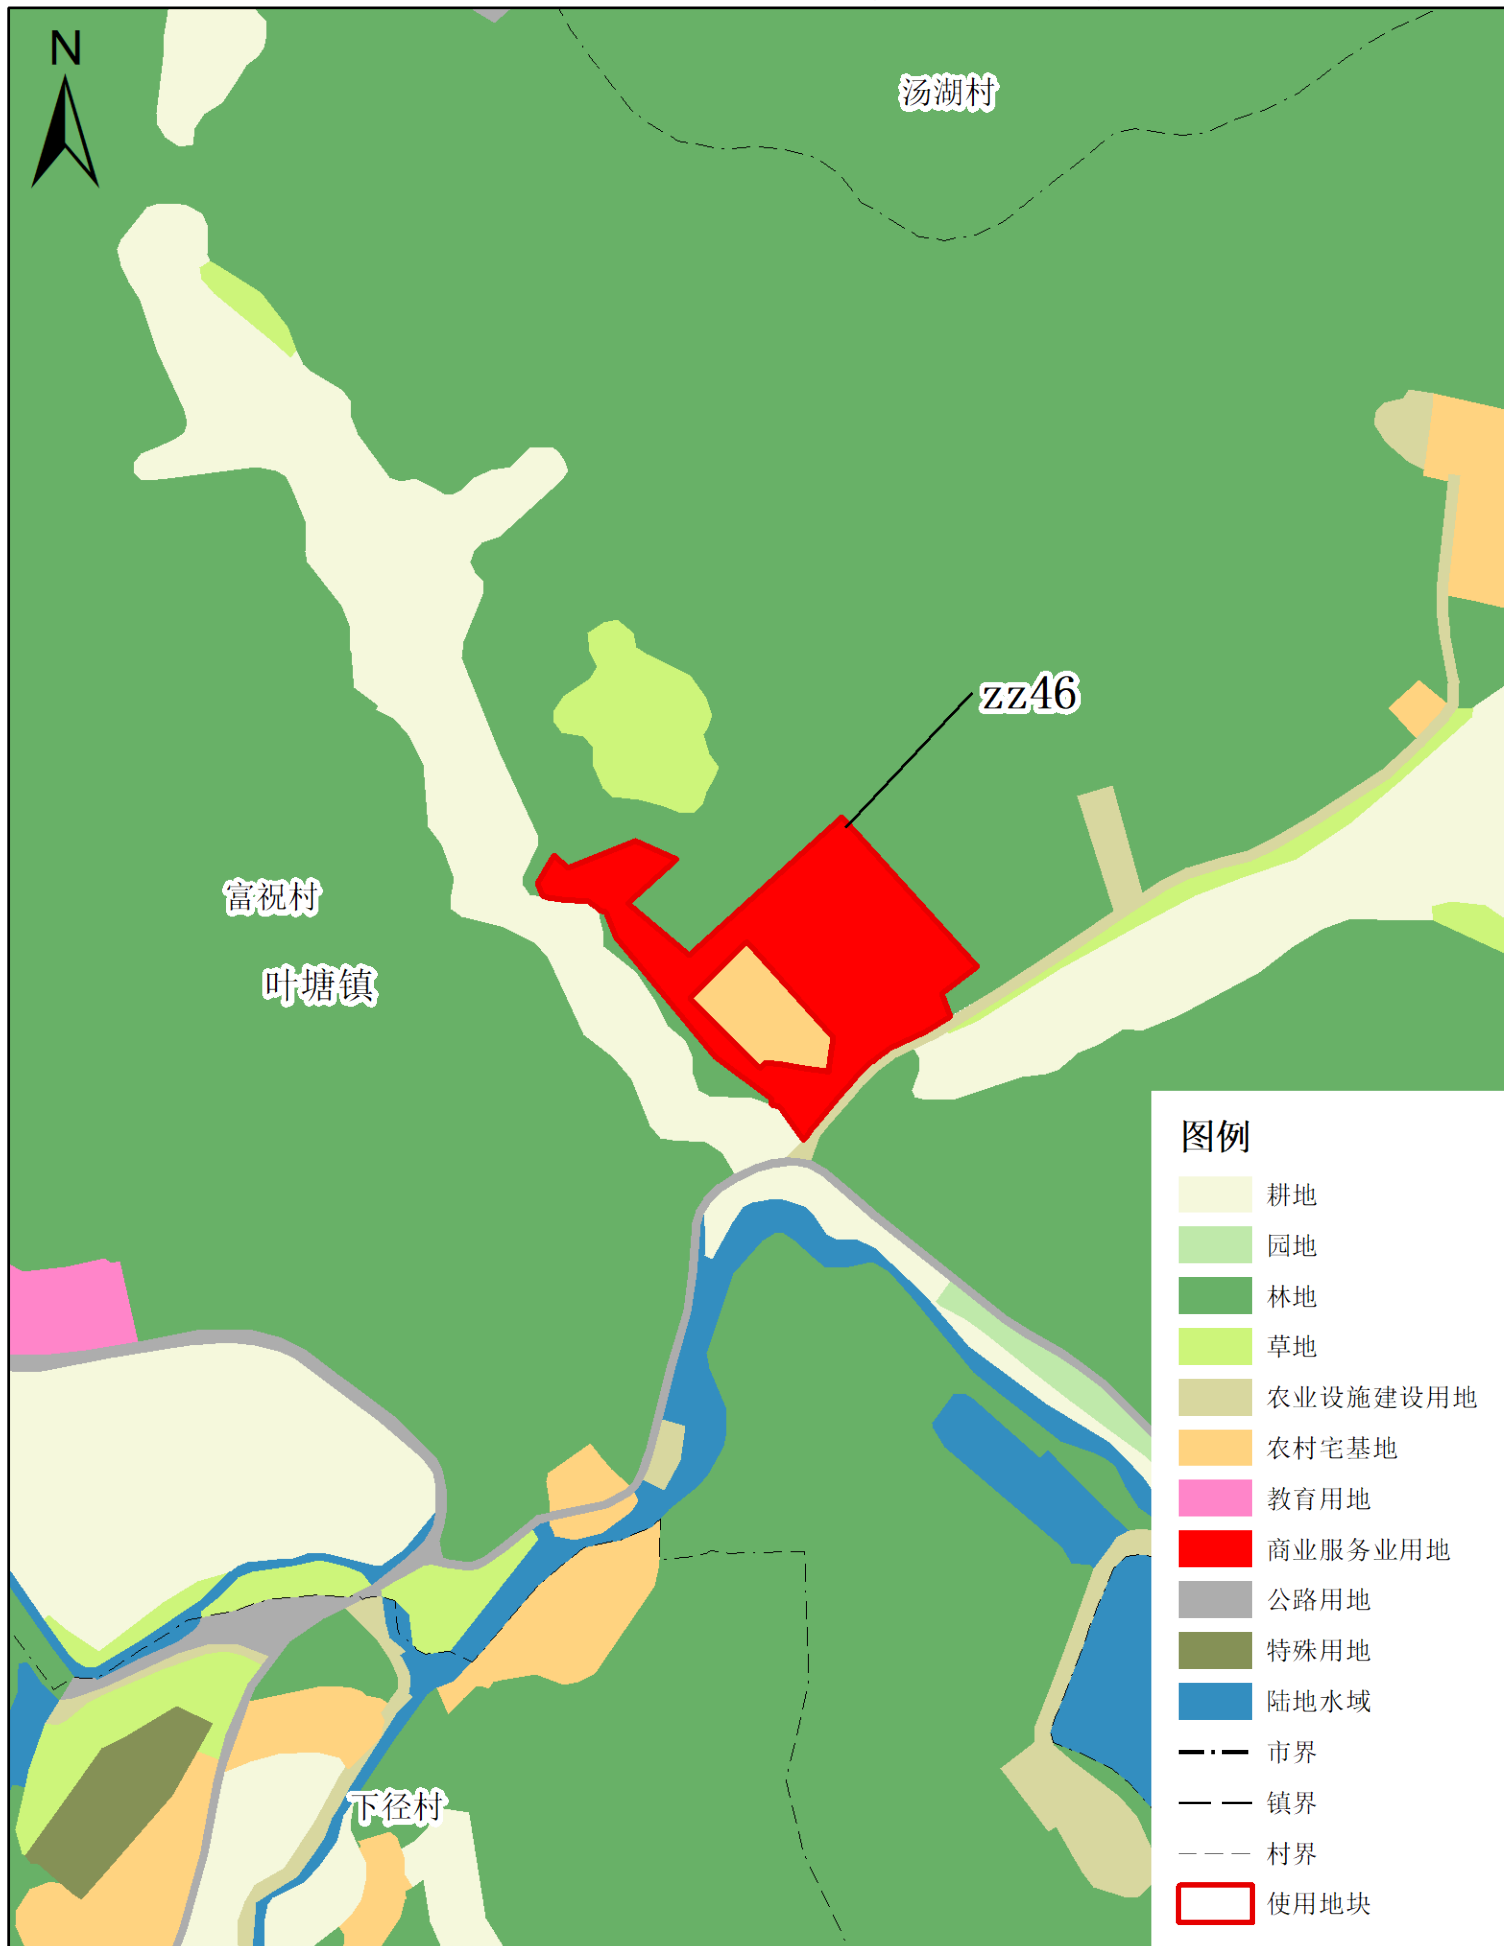 N
汤湖村
zz46
富祝村
叶塘镇
下径村
图例
耕地
园地
林地
草地
农业设施建设用地
农村宅基地
教育用地
商业服务业用地
公路用地
特殊用地
陆地水域
市界
镇界
村界
使用地块